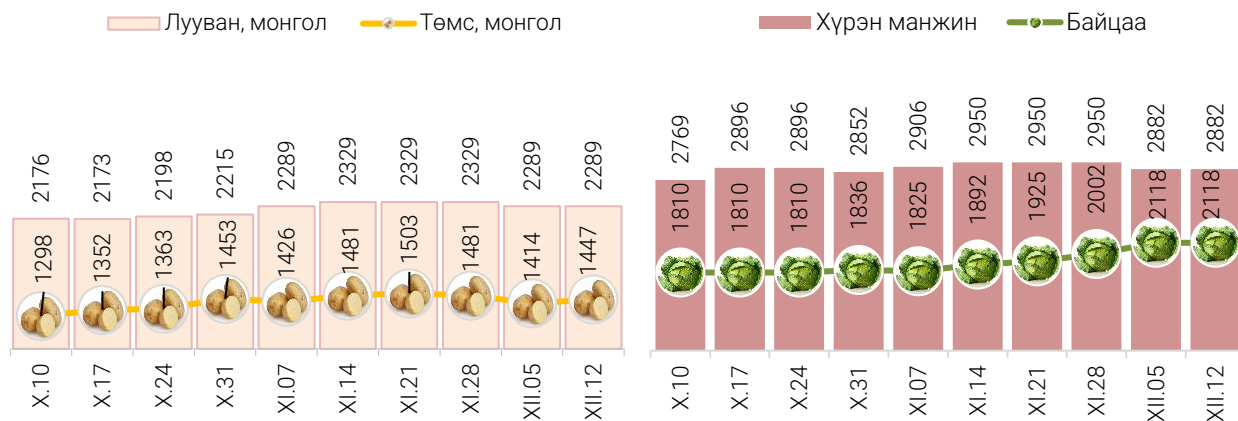 Лууван, монгол Төмс, монгол
2176 2173 2198 2215 2289 2329 2329 2329 2289 2289
1298 1352 1363 1453 1426 1481 1503 1481 1414 1447
X.10 X.17 X.24 X.31 XI.07 XI.14 XI.21 XI.28 XII.05 XII.12
Хүрэн манжин Байцаа
2769 2896 2896 2852 2906 2950 2950 2950 2882 2882
1810 1810 1810 1836 1825 1892 1925 2002 2118 2118
X.10 X.17 X.24 X.31 XI.07 XI.14 XI.21 XI.28 XII.05 XII.12